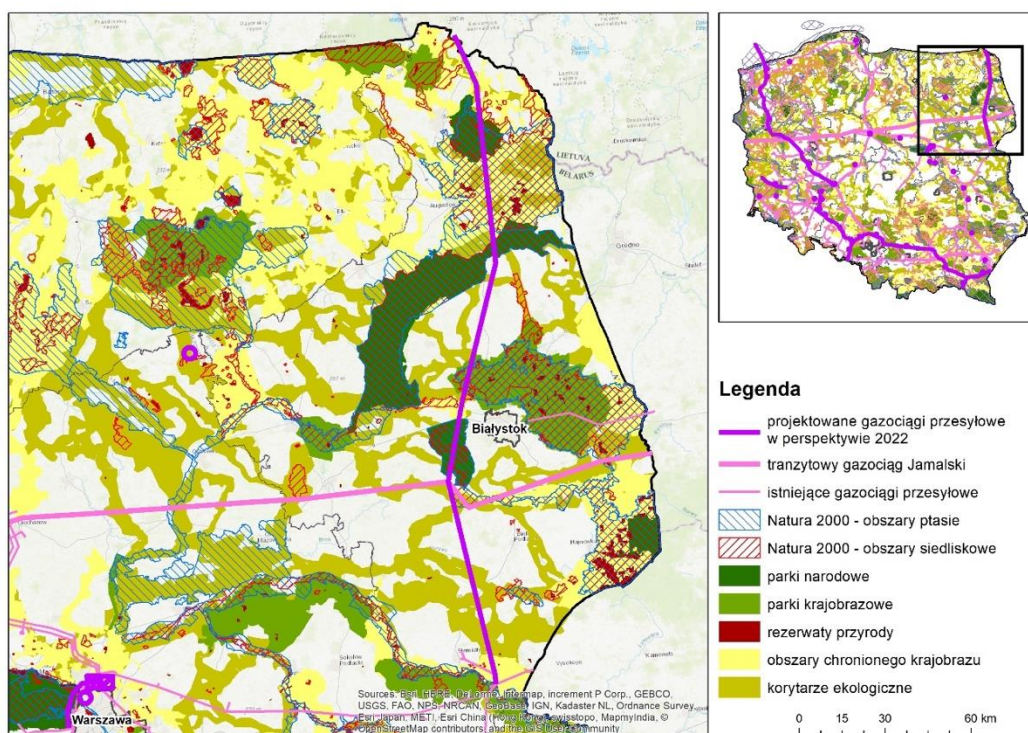 LIETUVA
BELARUS
Białystok
Warszawa
Sources: Esri, HERE, DeLorme, Intermap, increment P Corp., GEBCO,
USGS, FAO, NPS, NRCAN, GeoBase, IGN, Kadaster NL, Ordnance Survey,
Esri Japan, METI, Esri China (Hong Kong), swisstopo, MapmyIndia, ©
OpenStreetMap contributors, and the GIS User Community
Legenda
projektowane gazociągi przesyłowe
w perspektywie 2022
tranzytowy gazociąg Jamalski
istniejące gazociągi przesyłowe
Natura 2000 - obszary ptasie
Natura 2000 - obszary siedliskowe
parki narodowe
parki krajobrazowe
rezerwaty przyrody
obszary chronionego krajobrazu
korytarze ekologiczne
0 15 30 60 km